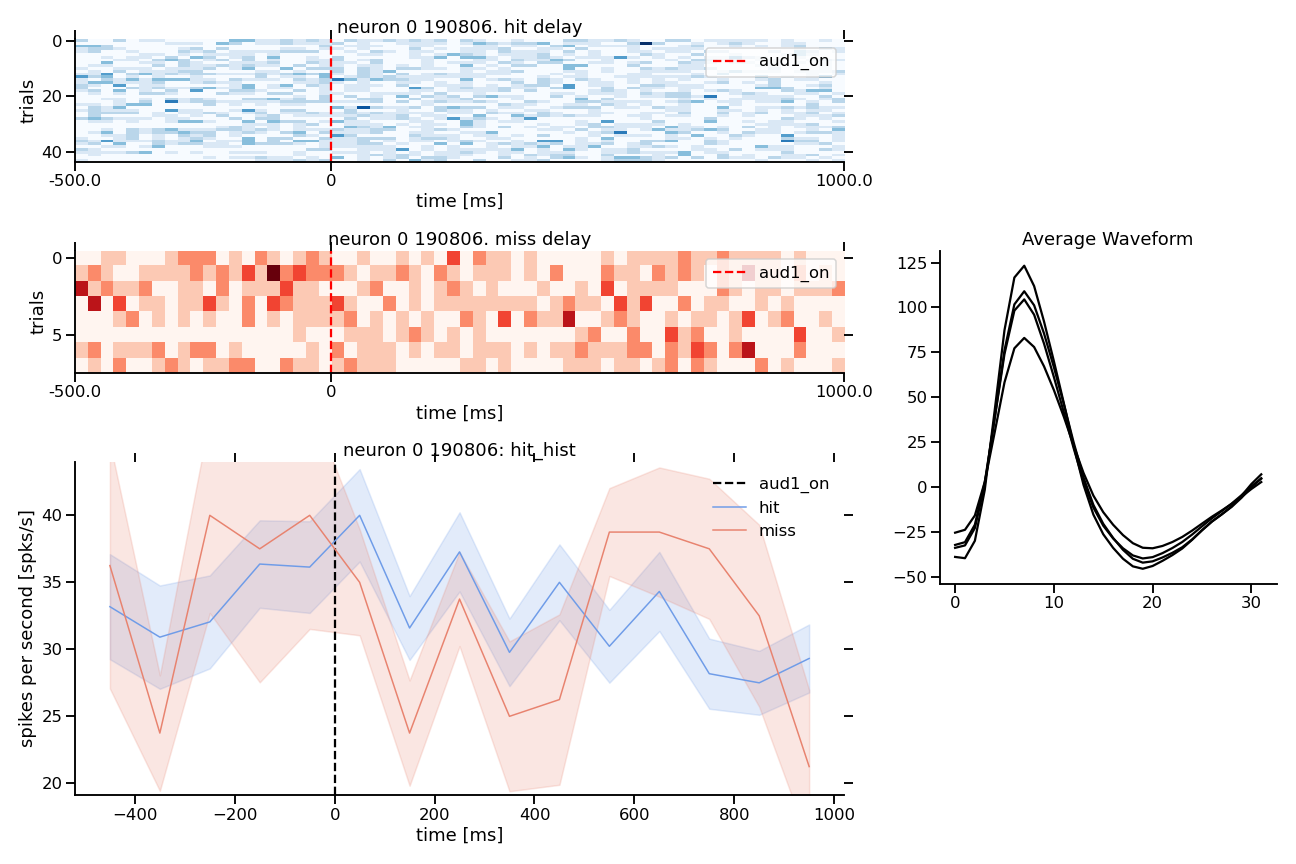 neuron 0 190806. hit delay
trials
0
20
40
aud1_on
-500.0
0
1000.0
time [ms]
neuron 0 190806. miss delay
trials
0
5
aud1_on
-500.0
0
1000.0
time [ms]
neuron 0 190806: hit_hist
spikes per second [spks/s]
40
35
30
25
20
aud1_on
hit
miss
−400
−200
0
200
400
600
800
1000
time [ms]
Average Waveform
125
100
75
50
25
0
−25
−50
0
10
20
30